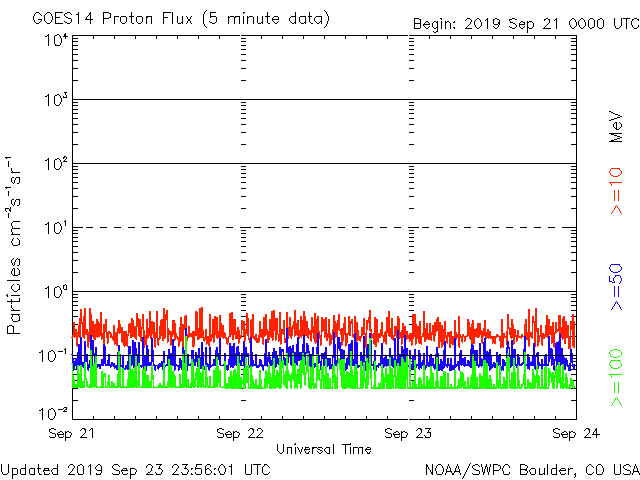 GOES14 Proton Flux (5 minute data)
Begin: 2019 Sep 21 0000 UTC
10⁴
10³
10²
10¹
10⁰
10⁻¹
10⁻²
Particles cm⁻²s⁻¹sr⁻¹
MeV
>=10
>=50
>=100
Sep 21 Sep 22 Sep 23 Sep 24
Universal Time
Updated 2019 Sep 23 23:56:01 UTC
NOAA/SWPC Boulder, CO USA